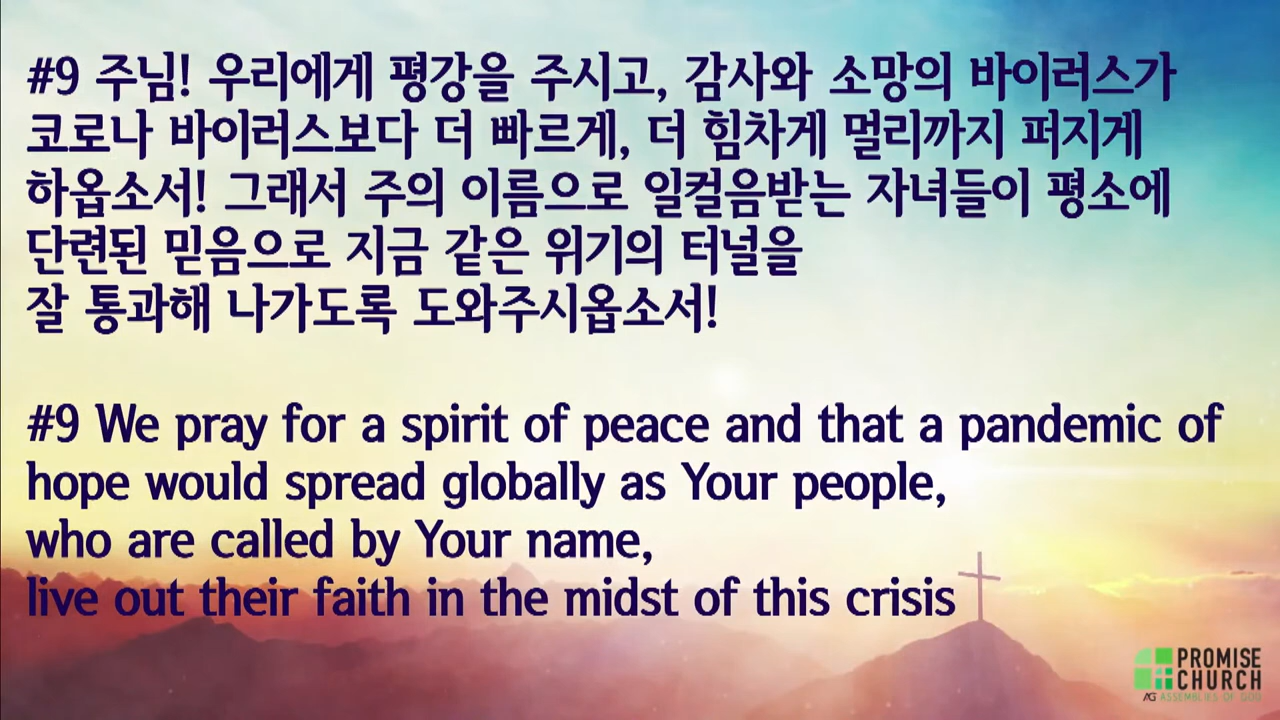 #9 주님! 우리에게 평강을 주시고, 감사와 소망의 바이러스가
코로나 바이러스보다 더 빠르게, 더 힘차게 멀리까지 퍼지게
하옵소서! 그래서 주의 이름으로 일컬음받는 자녀들이 평소에
단련된 믿음으로 지금 같은 위기의 터널을
잘 통과해 나가도록 도와주시옵소서!
#9 We pray for a spirit of peace and that a pandemic of
hope would spread globally as Your people,
who are called by Your name,
live out their faith in the midst of this crisis
PROMISE
CHURCH
AG ASSEMBLIES OF GOD